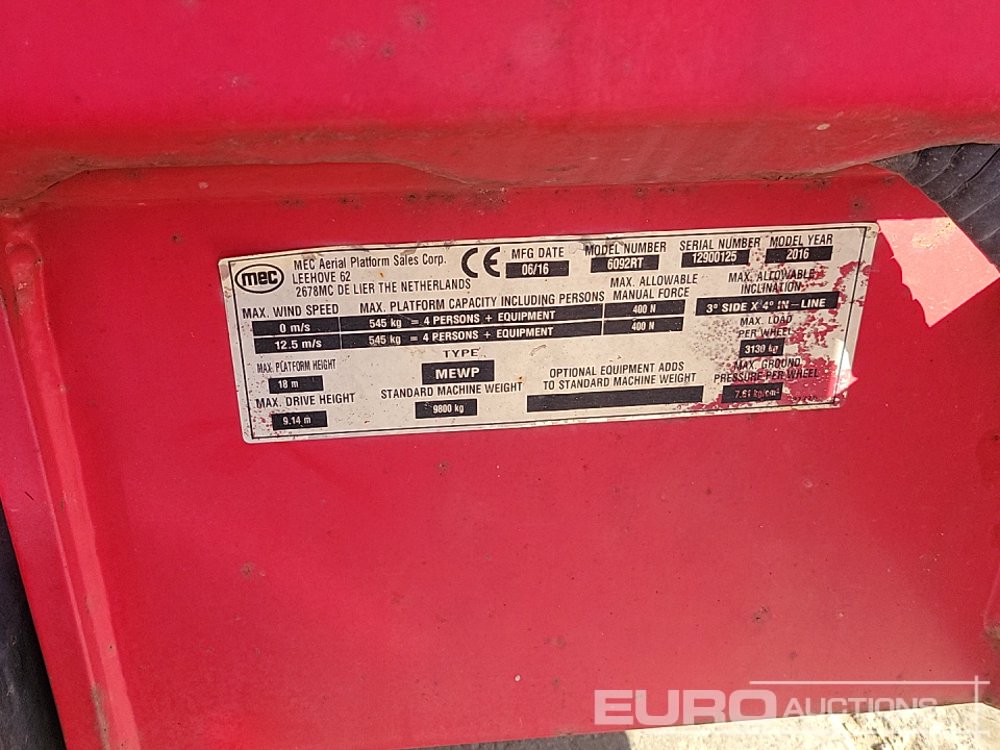 mec
MEC Aerial Platform Sales Corp.
LEEHOVE 62
2678MC DE LIER THE NETHERLANDS
CE
MFG DATE
06/16
MODEL NUMBER
6092RT
SERIAL NUMBER
12900125
MODEL YEAR
2016
MAX. WIND SPEED
MAX. PLATFORM CAPACITY INCLUDING PERSONS
MAX. ALLOWABLE
MANUAL FORCE
MAX. ALLOWABLE
INCLINATION
0 m/s
545 kg = 4 PERSONS + EQUIPMENT
400 N
3° SIDE X 4° IN-LINE
12.5 m/s
545 kg = 4 PERSONS + EQUIPMENT
400 N
MAX. LOAD
PER WHEEL
3130 kg
MAX. PLATFORM HEIGHT
18 m
TYPE
MEWP
OPTIONAL EQUIPMENT ADDS
TO STANDARD MACHINE WEIGHT
MAX. GROUND
PRESSURE PER WHEEL
MAX. DRIVE HEIGHT
9.14 m
STANDARD MACHINE WEIGHT
9800 kg
EURO AUCTIONS